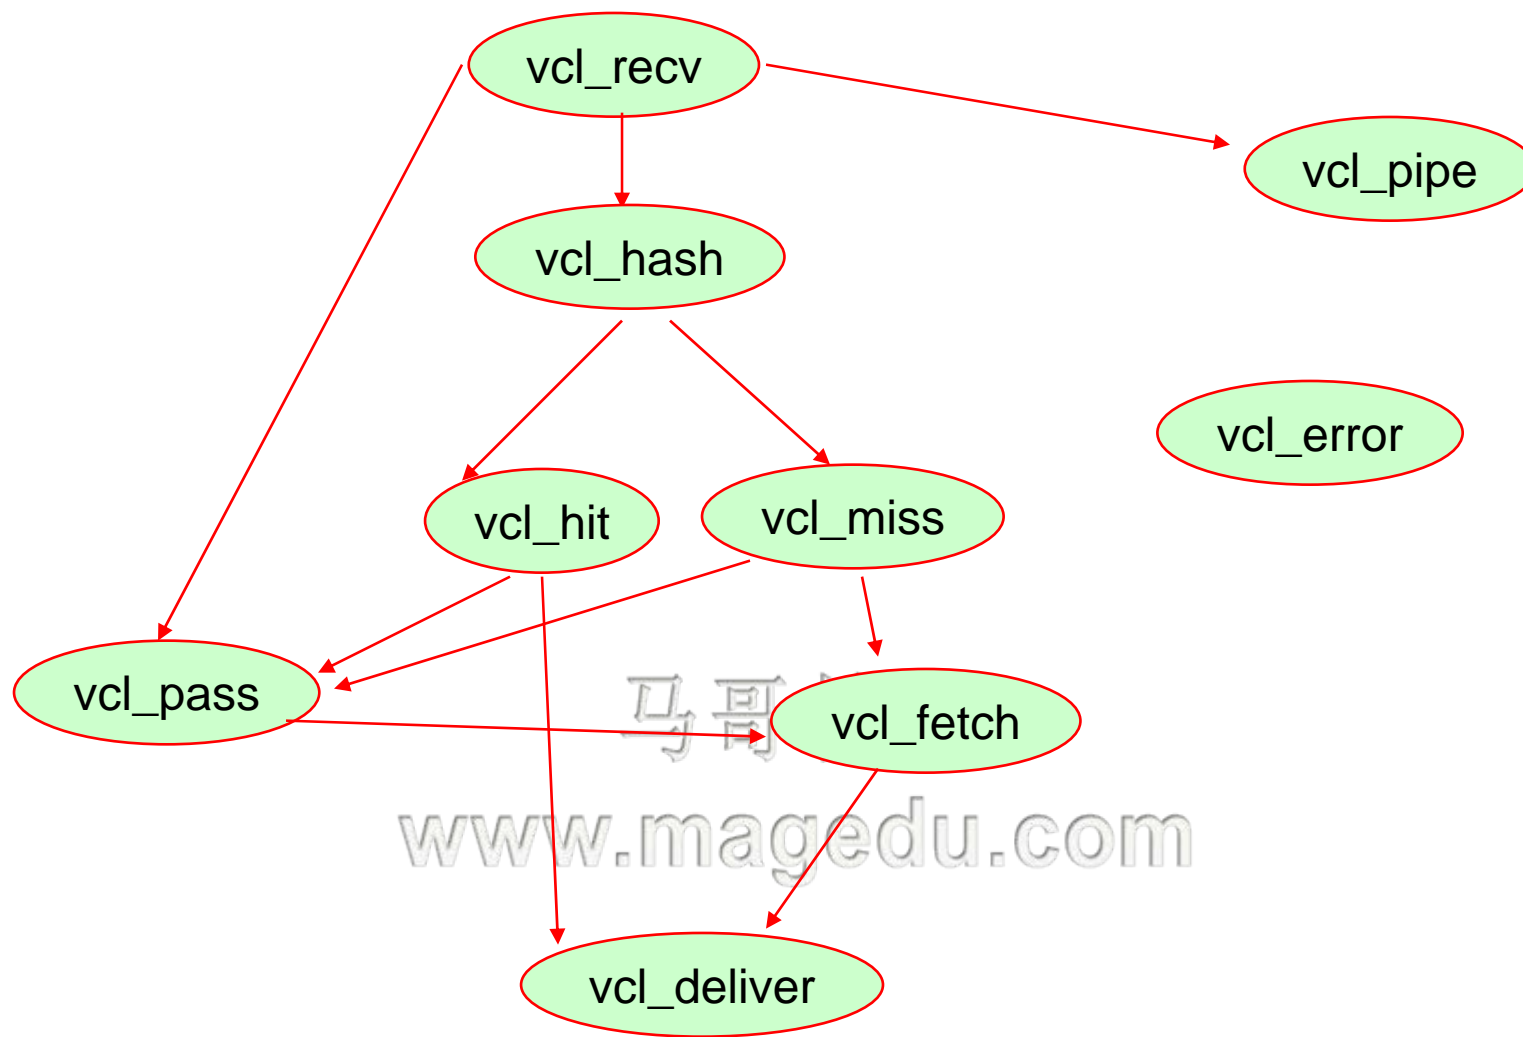 vcl_recv
vcl_pipe
vcl_hash
vcl_error
vcl_hit
vcl_miss
vcl_pass
马哥
vcl_fetch
www.magedu.com
vcl_deliver